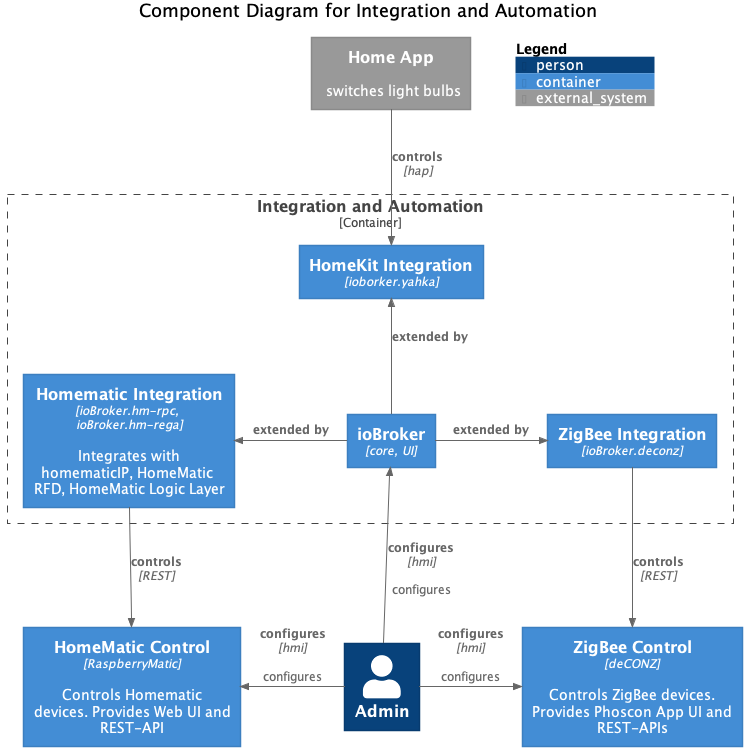 Component Diagram for Integration and Automation
Legend
person
container
external_system
Home App
switches light bulbs
controls
[hap]
Integration and Automation
[Container]
HomeKit Integration
[ioborker.yahka]
extended by
Homematic Integration
[ioBroker.hm-rpc,
ioBroker.hm-rega]
Integrates with
homematicIP, HomeMatic
RFD, HomeMatic Logic Layer
extended by
ioBroker
[core, UI]
extended by
ZigBee Integration
[ioBroker.deconz]
controls
[REST]
configures
[hmi]
configures
controls
[REST]
HomeMatic Control
[RaspberryMatic]
Controls Homematic
devices. Provides Web UI and
REST-API
configures
[hmi]
configures
Admin
configures
[hmi]
configures
ZigBee Control
[deCONZ]
Controls ZigBee devices.
Provides Phoscon App UI and
REST-APIs